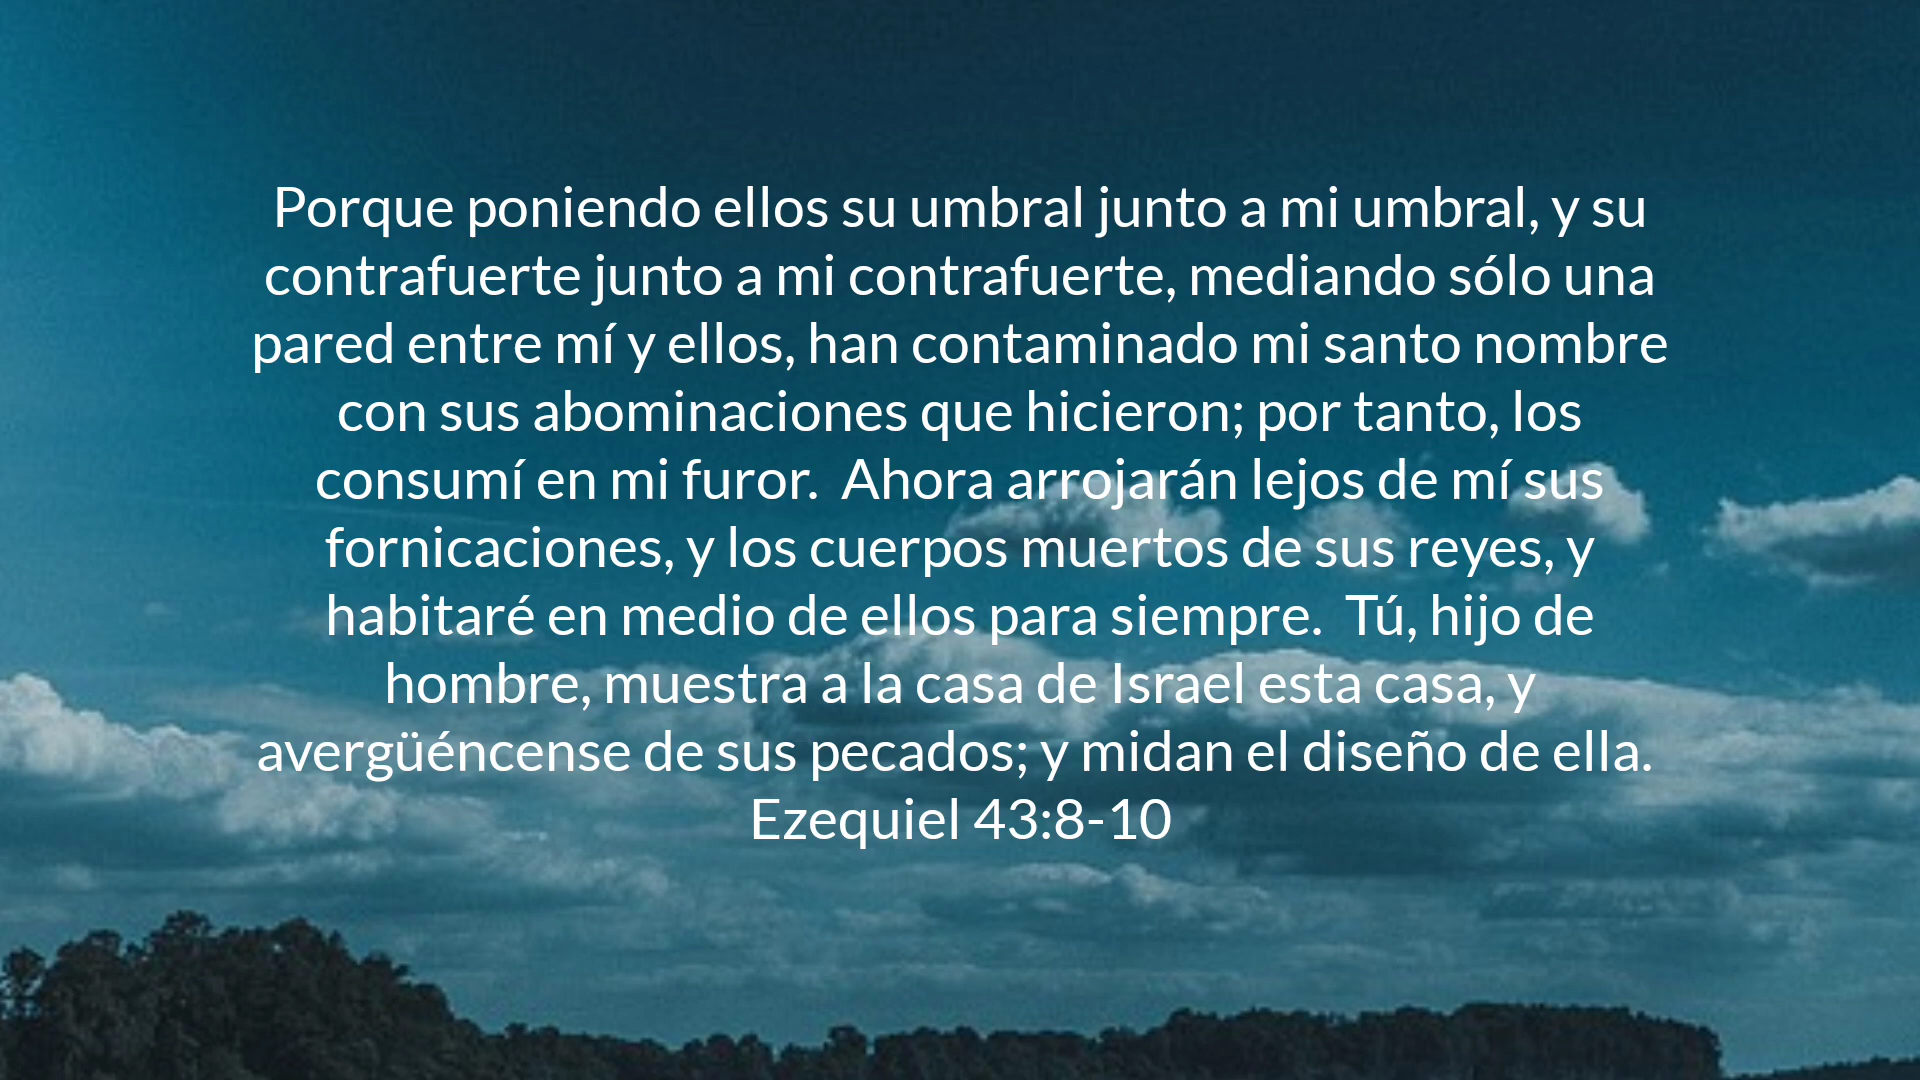 Porque poniendo ellos su umbral junto a mi umbral, y su
contrafuerte junto a mi contrafuerte, mediando sólo una
pared entre mí y ellos, han contaminado mi santo nombre
con sus abominaciones que hicieron; por tanto, los
consumí en mi furor.  Ahora arrojarán lejos de mí sus
fornicaciones, y los cuerpos muertos de sus reyes, y
habitaré en medio de ellos para siempre.  Tú, hijo de
hombre, muestra a la casa de Israel esta casa, y
avergüéncense de sus pecados; y midan el diseño de ella.
Ezequiel 43:8-10